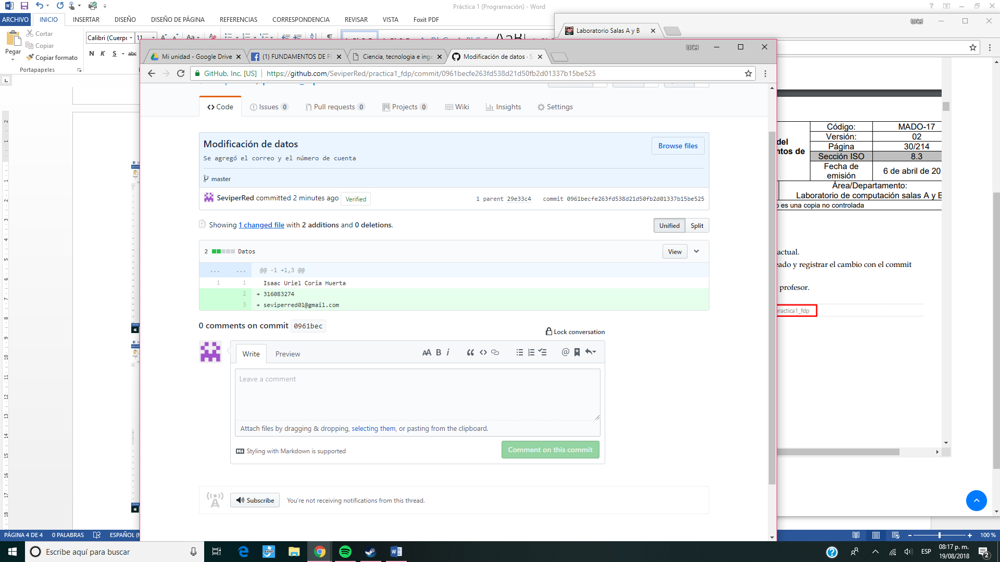 Práctica 1 (Programación) - Word
ARCHIVO INICIO INSERTAR DISEÑO DISEÑO DE PÁGINA REFERENCIAS CORRESPONDENCIA REVISAR VISTA Foxit PDF
Pegar
Cortar
Copiar
Copiar formato
Portapapeles
Calibri (Cuerpo 11
N K S abc
Uriel
Laboratorio Salas A y B
Uriel
Mi unidad - Google Drive
(1) FUNDAMENTOS DE F
Ciencia, tecnología e inge
Modificación de datos · S
GitHub, Inc. [US] https://github.com/SeviperRed/practica1_fdp/commit/0961becfe263fd538d21d50fb2d01337b15be525
Code Issues 0 Pull requests 0 Projects 0 Wiki Insights Settings
Modificación de datos
Browse files
Se agregó el correo y el número de cuenta
master
SeviperRed committed 2 minutes ago Verified 1 parent 29e33c4 commit 0961becfe263fd538d21d50fb2d01337b15be525
Showing 1 changed file with 2 additions and 0 deletions.
Unified Split
2 Datos View
... ... @@ -1 +1,3 @@
1 1 Isaac Uriel Coria Huerta
2 + 316083274
3 + seviperred01@gmail.com
0 comments on commit 0961bec
Lock conversation
Write Preview
Leave a comment
Attach files by dragging & dropping, selecting them, or pasting from the clipboard.
Styling with Markdown is supported
Comment on this commit
Subscribe You're not receiving notifications from this thread.
del
ntos de
Código: MADO-17
Versión: 02
Página 30/214
Sección ISO 8.3
Fecha de emisión 6 de abril de 20
Área/Departamento:
Laboratorio de computación salas A y B
o es una copia no controlada
actual.
eado y registrar el cambio con el commit
profesor.
practica1_fdp
PÁGINA 4 DE 4 0 PALABRAS ESPAÑOL (M
100 %
Escribe aquí para buscar
ESP
08:17 p. m.
19/08/2018
2